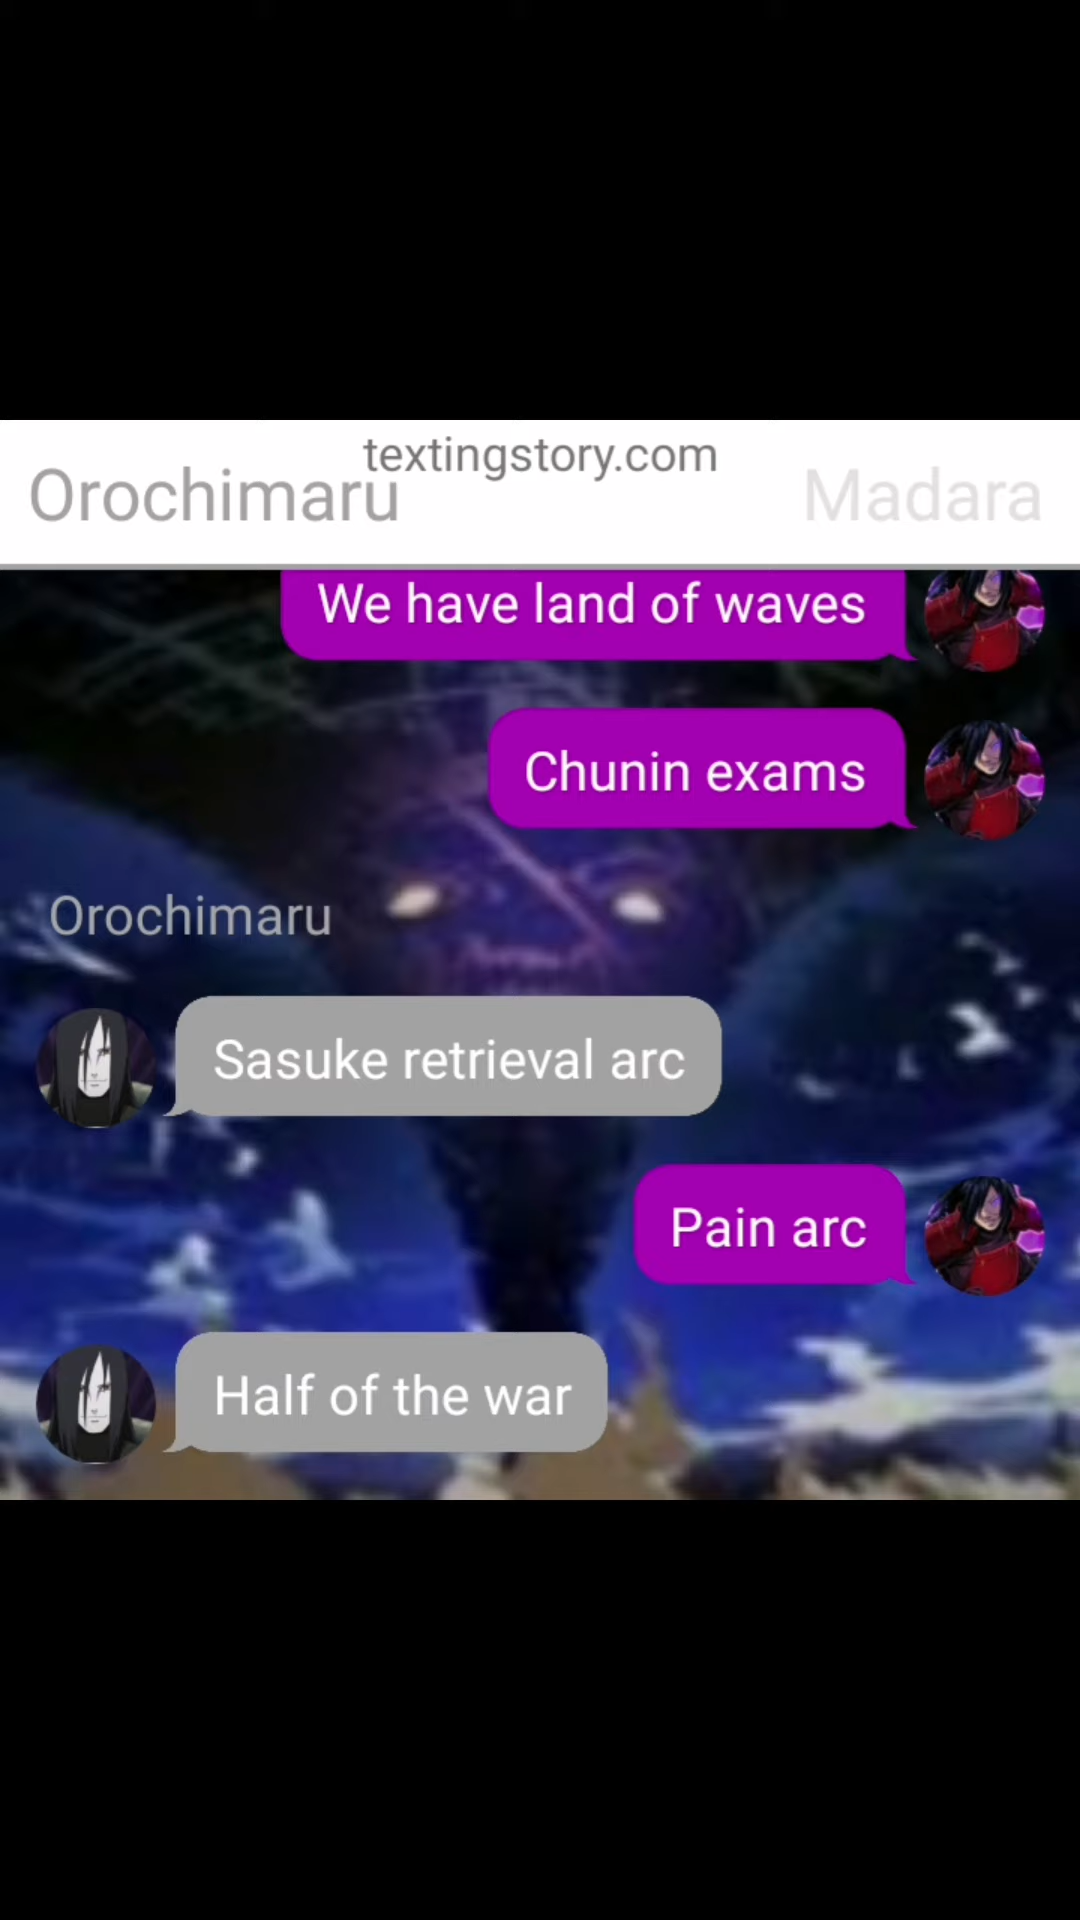 textingstory.com
Orochimaru
Madara
We have land of waves
Chunin exams
Orochimaru
Sasuke retrieval arc
Pain arc
Half of the war